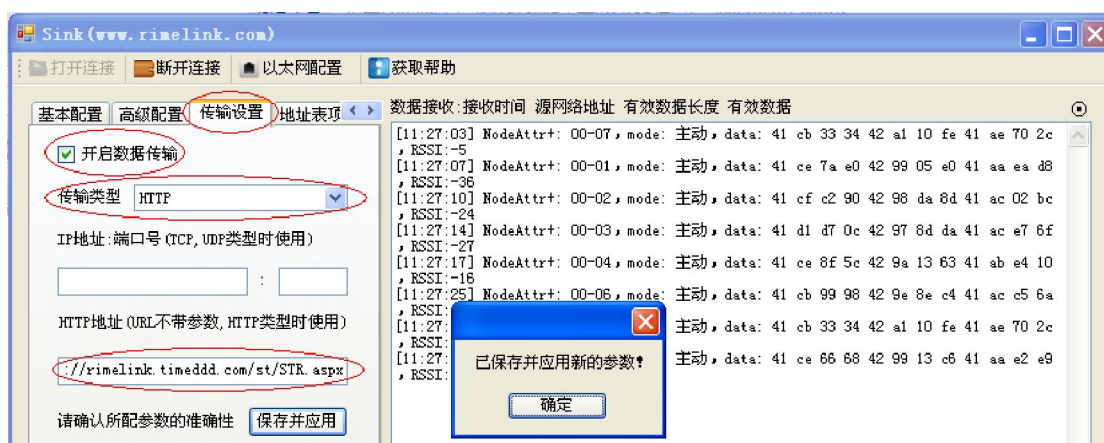 Sink(www.rimelink.com)
打开连接 断开连接 以太网配置 获取帮助
基本配置 高级配置 传输设置 地址表项
开启数据传输
传输类型 HTTP
IP地址:端口号(TCP,UDP类型时使用)
:
HTTP地址(URL不带参数,HTTP类型时使用)
://rimelink.timeddd.com/st/STR.aspx
请确认所配参数的准确性 保存并应用
数据接收:接收时间 源网络地址 有效数据长度 有效数据
[11:27:03] NodeAttr+: 00-07，mode: 主动，data: 41 cb 33 34 42 a1 10 fe 41 ae 70 2c
，RSSI:-5
[11:27:07] NodeAttr+: 00-01，mode: 主动，data: 41 ce 7a e0 42 99 05 e0 41 aa ea d8
，RSSI:-36
[11:27:10] NodeAttr+: 00-02，mode: 主动，data: 41 cf c2 90 42 98 da 8d 41 ac 02 bc
，RSSI:-24
[11:27:14] NodeAttr+: 00-03，mode: 主动，data: 41 d1 d7 0c 42 97 8d da 41 ac e7 6f
，RSSI:-27
[11:27:17] NodeAttr+: 00-04，mode: 主动，data: 41 ce 8f 5c 42 9a 13 63 41 ab e4 10
，RSSI:-16
[11:27:25] NodeAttr+: 00-06，mode: 主动，data: 41 cb 99 98 42 9e 8e c4 41 ac c5 6a
，RSSI:
[11:27: 主动，data: 41 cb 33 34 42 a1 10 fe 41 ae 70 2c
，RSSI:
[11:27: 主动，data: 41 ce 66 68 42 99 13 c6 41 aa e2 e9
，RSSI:
已保存并应用新的参数!
确定